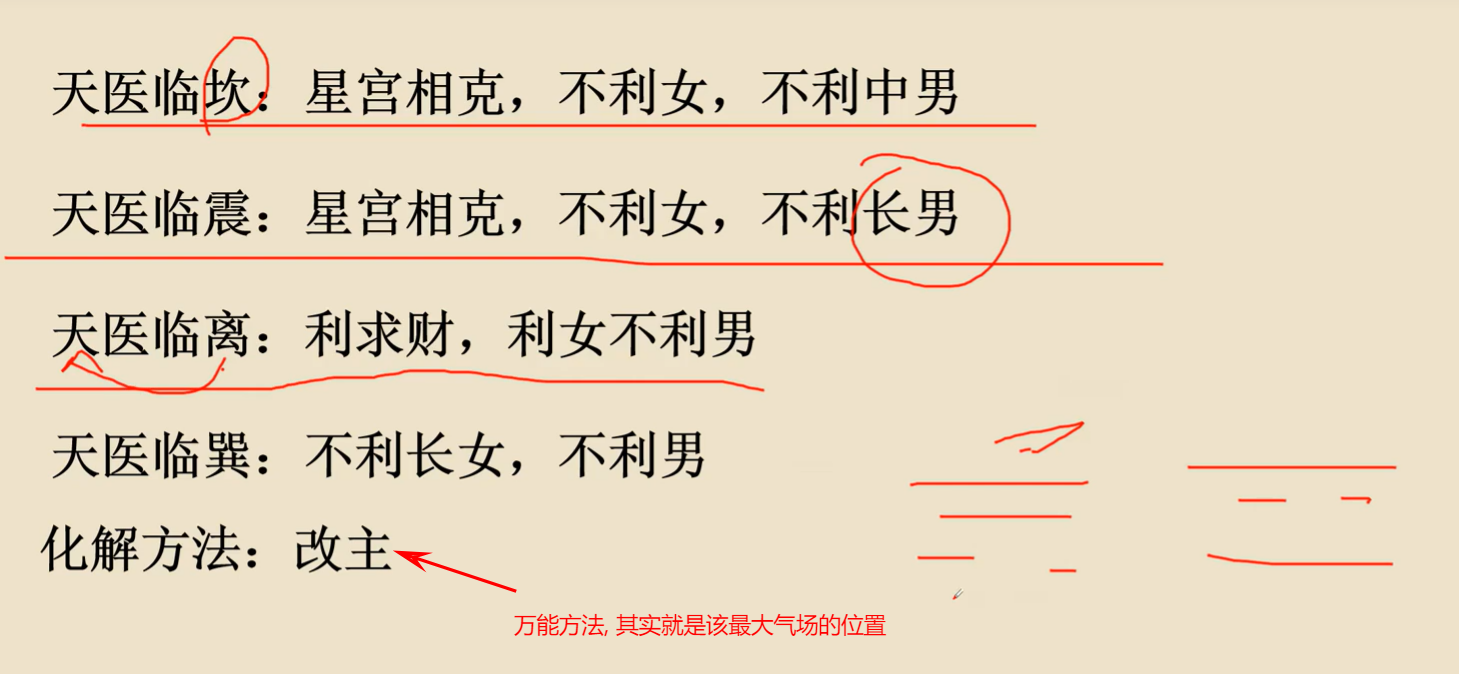 天医临坎：星宫相克，不利女，不利中男
天医临震：星宫相克，不利女，不利长男
天医临离：利求财，利女不利男
天医临巽：不利长女，不利男
化解方法：改主
万能方法, 其实就是该最大气场的位置